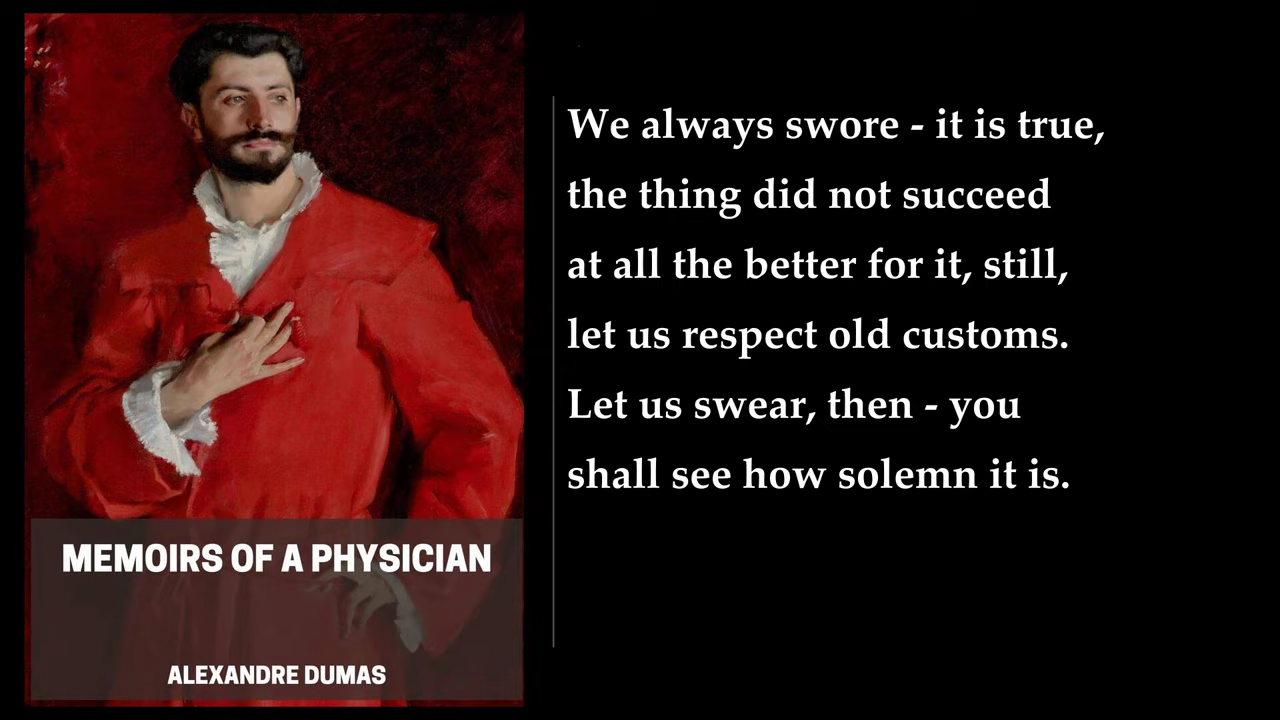 We always swore - it is true,
the thing did not succeed
at all the better for it, still,
let us respect old customs.
Let us swear, then - you
shall see how solemn it is.
MEMOIRS OF A PHYSICIAN
ALEXANDRE DUMAS